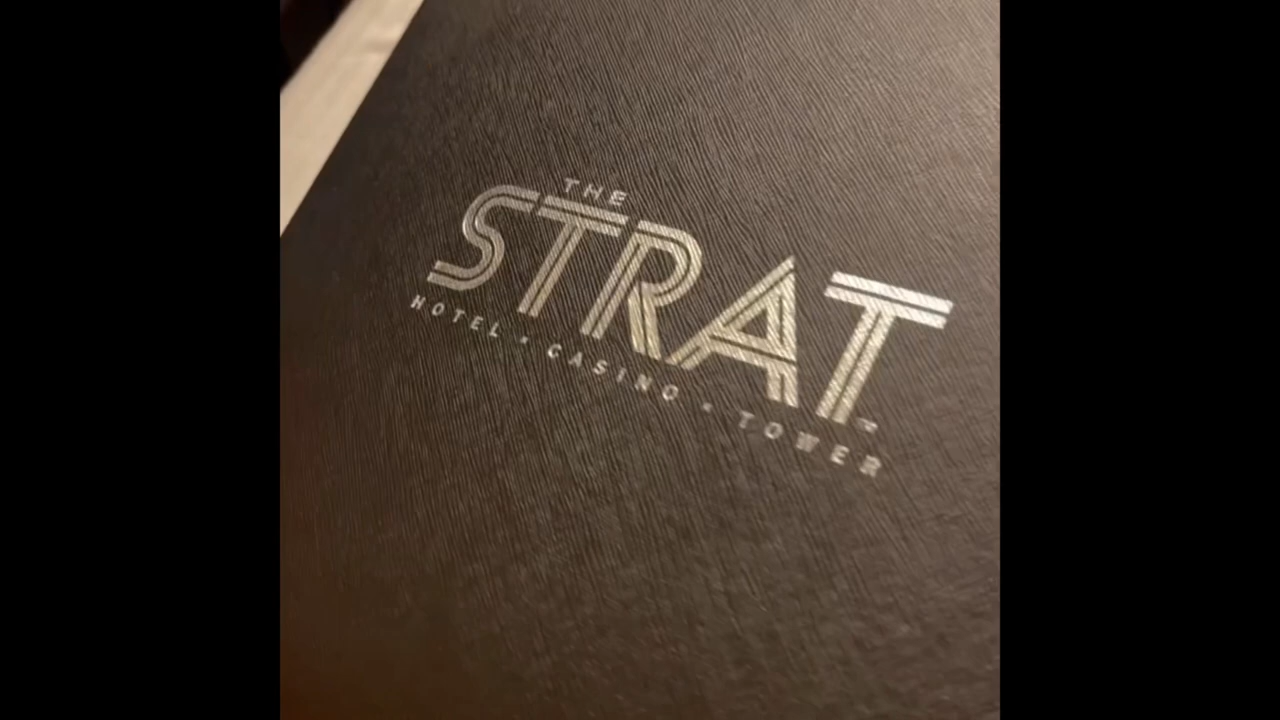 THE
STRAT
HOTEL • CASINO • TOWER